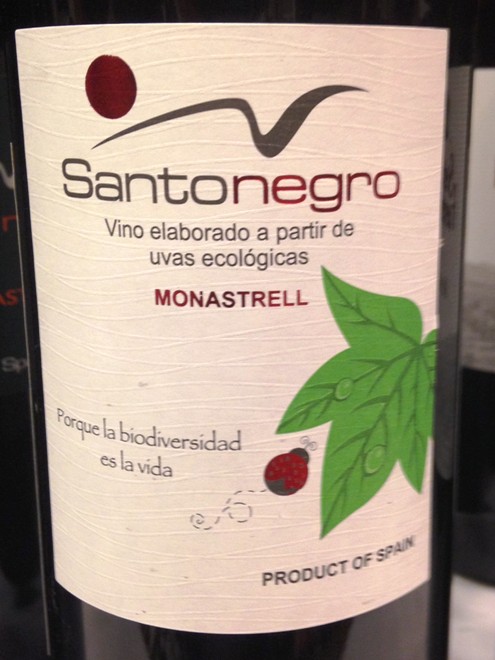 Santonegro
Vino elaborado a partir de
uvas ecológicas
MONASTRELL
Porque la biodiversidad
es la vida
PRODUCT OF SPAIN